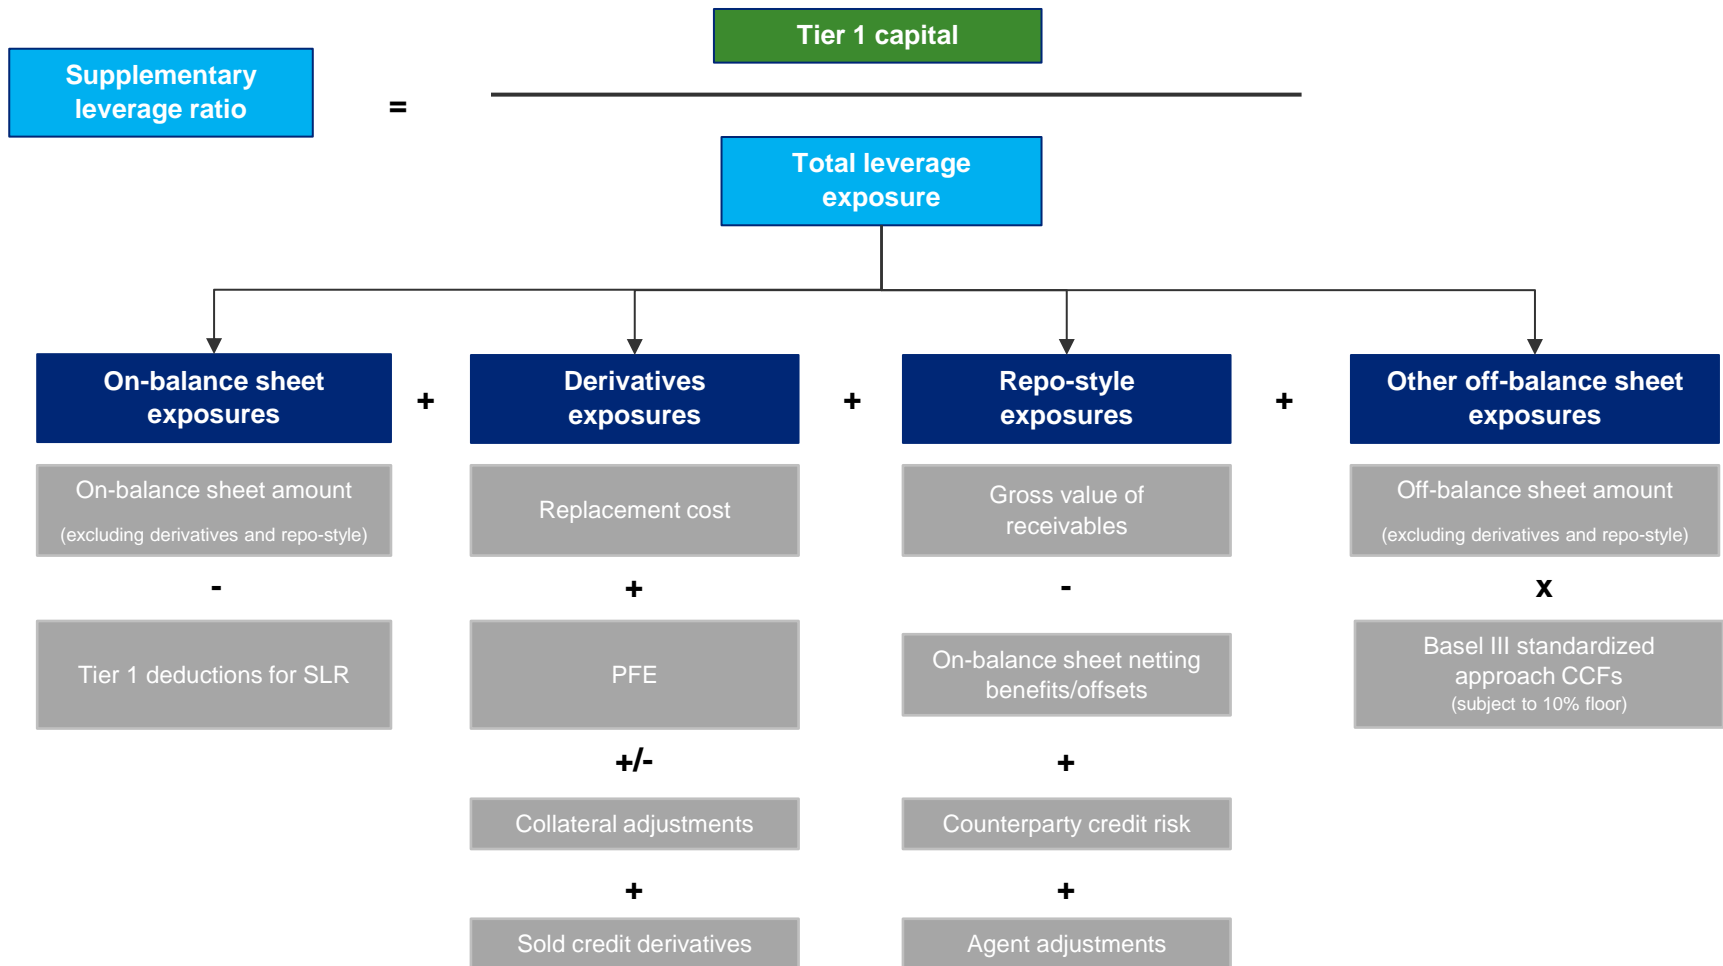 Tier 1 capital
Supplementary
leverage ratio
=
Total leverage
exposure
On-balance sheet
exposures
+
Derivatives
exposures
+
Repo-style
exposures
+
Other off-balance sheet
exposures
On-balance sheet amount
(excluding derivatives and repo-style)
-
Tier 1 deductions for SLR
Replacement cost
+
PFE
+/-
Collateral adjustments
+
Sold credit derivatives
Gross value of
receivables
-
On-balance sheet netting
benefits/offsets
+
Counterparty credit risk
+
Agent adjustments
Off-balance sheet amount
(excluding derivatives and repo-style)
x
Basel III standardized
approach CCFs
(subject to 10% floor)